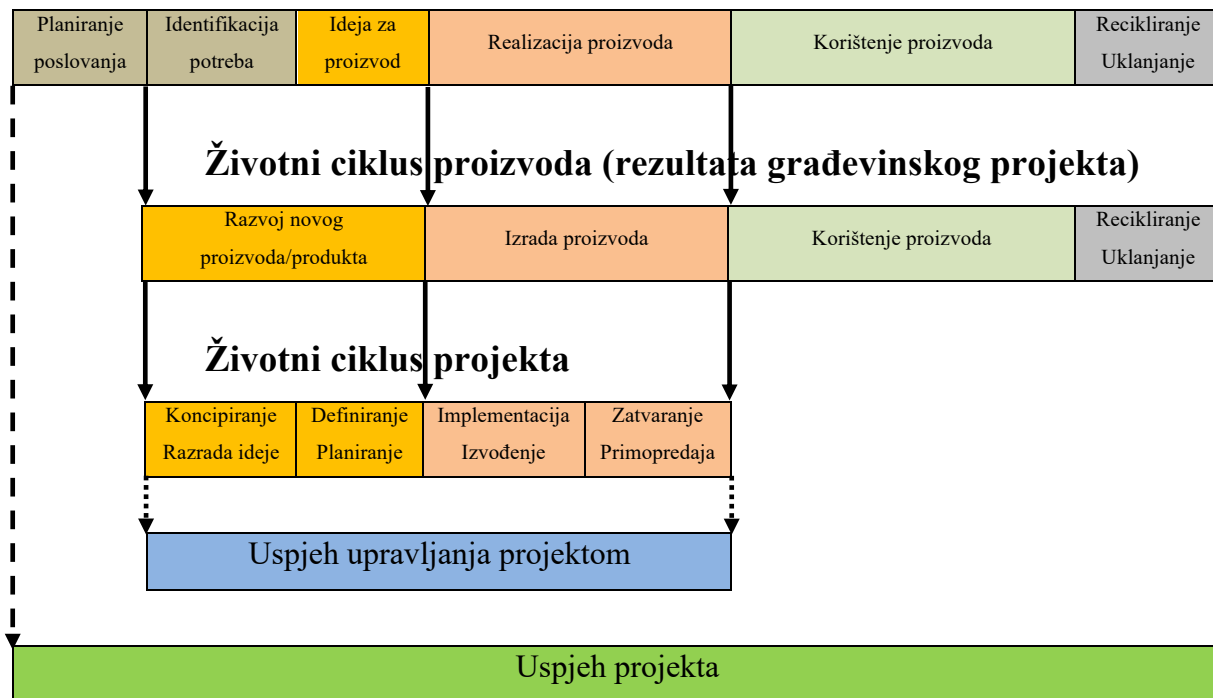 Planiranje
poslovanja
Identifikacija
potreba
Ideja za
proizvod
Realizacija proizvoda
Korištenje proizvoda
Recikliranje
Uklanjanje
Životni ciklus proizvoda (rezultata građevinskog projekta)
Razvoj novog
proizvoda/produkta
Izrada proizvoda
Korištenje proizvoda
Recikliranje
Uklanjanje
Životni ciklus projekta
Koncipiranje
Razrada ideje
Definiranje
Planiranje
Implementacija
Izvođenje
Zatvaranje
Primopredaja
Uspjeh upravljanja projektom
Uspjeh projekta